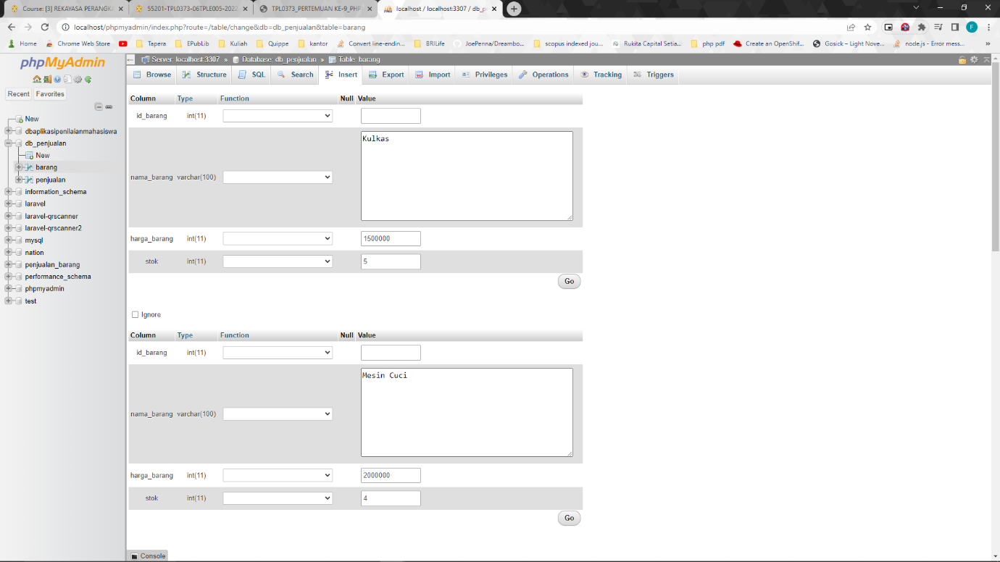 Course: [3] REKAYASA PERANGKA
55201-TPL0373-06TPLE005-2022
TPL0373_PERTEMUAN KE-9_PHP
localhost / localhost:3307 / db_p
localhost/phpmyadmin/index.php?route=/table/change&db=db_penjualan&table=barang
F
Home
Chrome Web Store
Tapera
EPubLib
Kuliah
Quippe
kantor
Convert line-endin...
BRILife
JoePenna/Dreambo...
scopus indexed jou...
Rukita Capital Setia...
php pdf
Create an OpenShif...
Gosick – Light Nove...
node.js - Error mess...
»
phpMyAdmin
Recent
Favorites
New
dbaplikasipenilaianmahasiswa
db_penjualan
New
barang
penjualan
information_schema
laravel
laravel-qrscanner
laravel-qrscanner2
mysql
nation
penjualan_barang
performance_schema
phpmyadmin
test
Server: localhost:3307 » Database: db_penjualan » Table: barang
Browse
Structure
SQL
Search
Insert
Export
Import
Privileges
Operations
Tracking
Triggers
Column Type Function Null Value
id_barang int(11)
nama_barang varchar(100) Kulkas
harga_barang int(11) 1500000
stok int(11) 5
Go
Ignore
Column Type Function Null Value
id_barang int(11)
nama_barang varchar(100) Mesin Cuci
harga_barang int(11) 2000000
stok int(11) 4
Go
Console